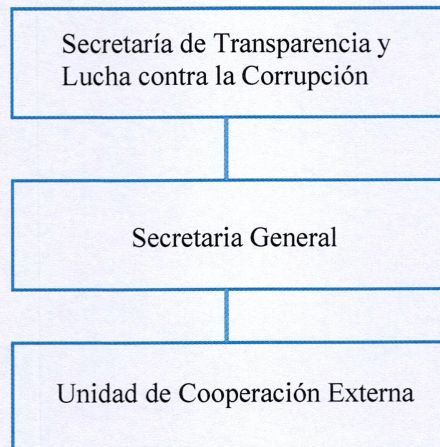 Secretaría de Transparencia y
Lucha contra la Corrupción
Secretaria General
Unidad de Cooperación Externa